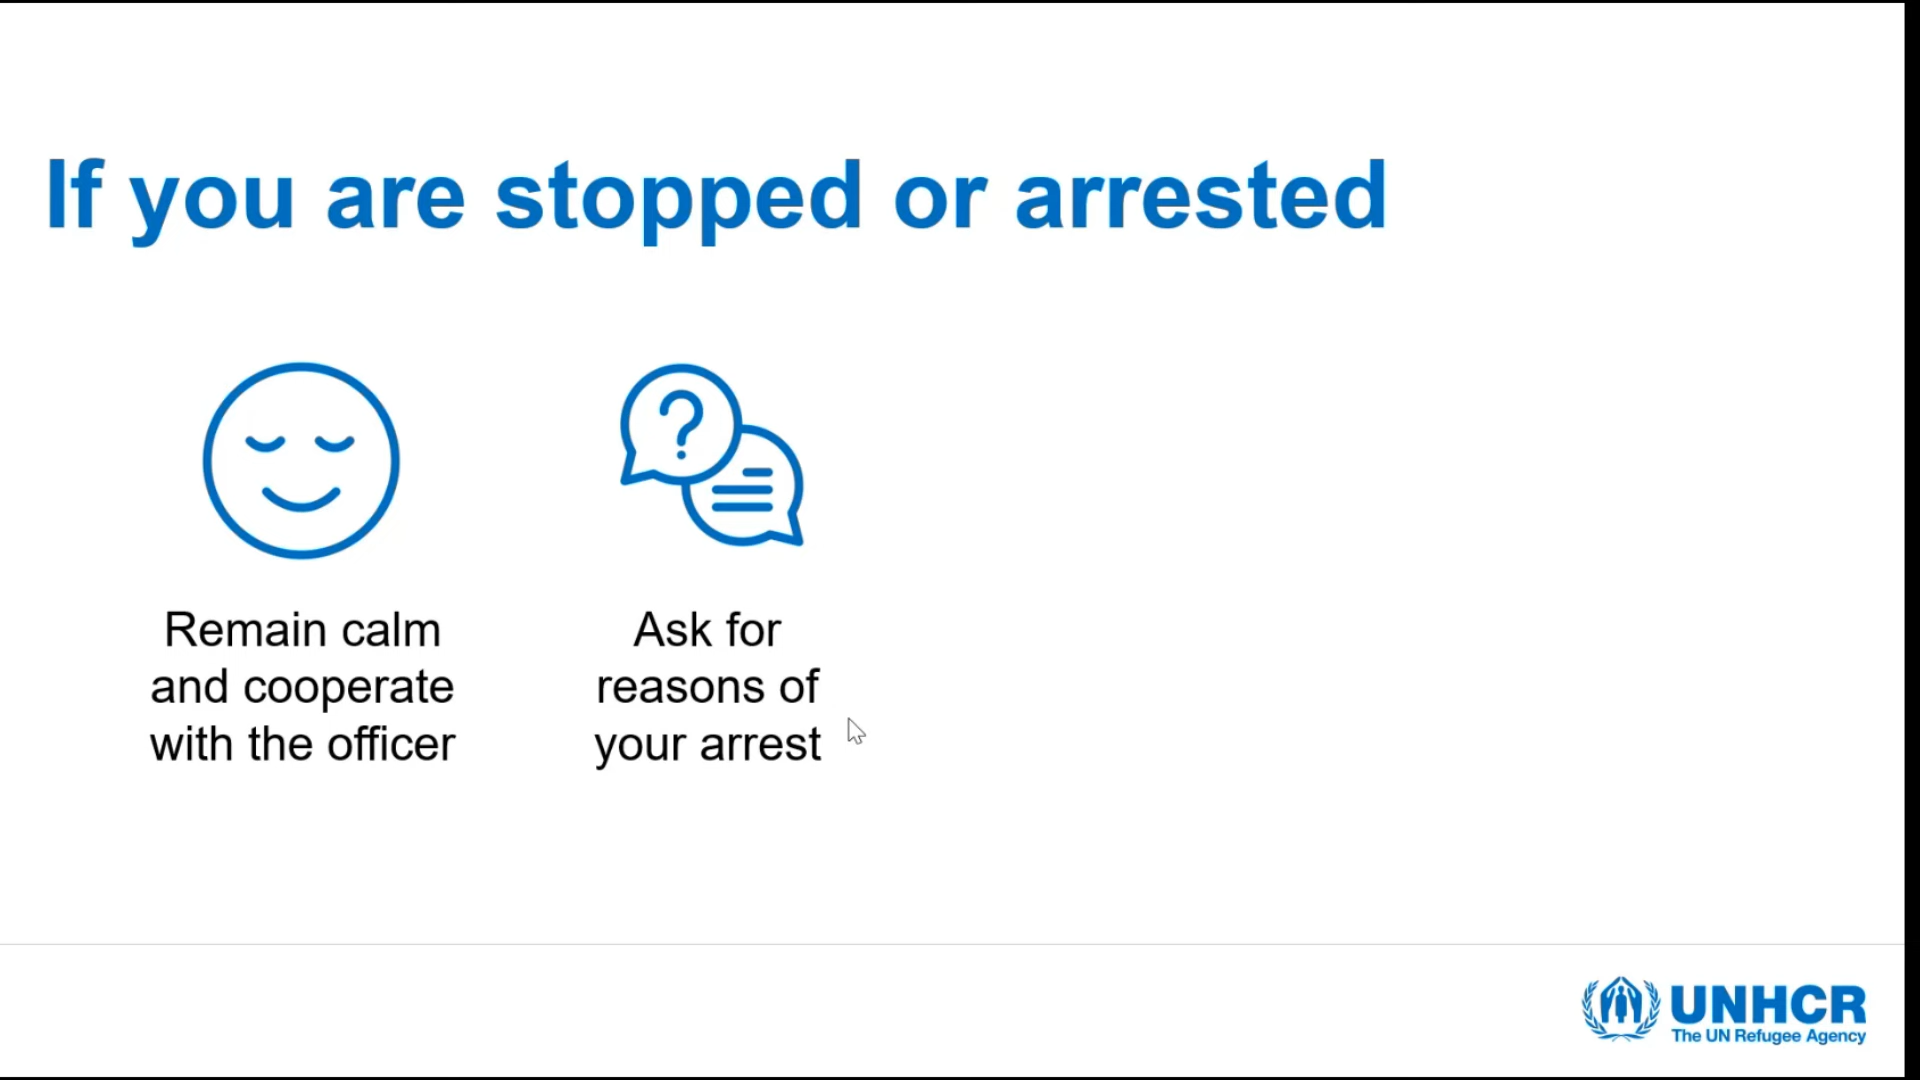 If you are stopped or arrested
Remain calm
and cooperate
with the officer
Ask for
reasons of
your arrest
UNHCR
The UN Refugee Agency